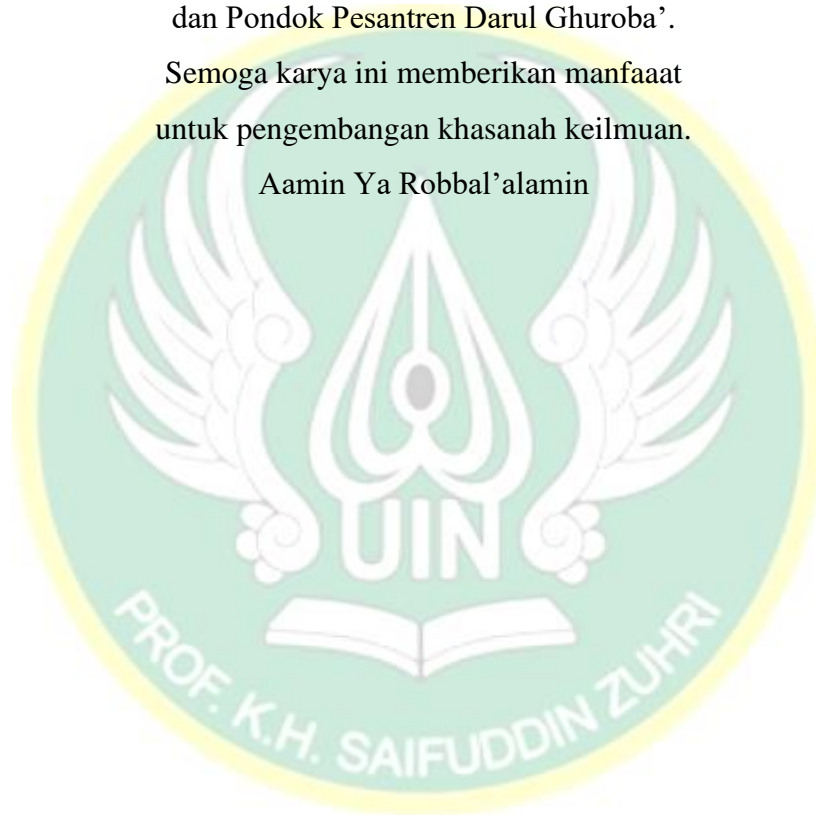 dan Pondok Pesantren Darul Ghuroba’.
Semoga karya ini memberikan manfaaat
untuk pengembangan khasanah keilmuan.
Aamin Ya Robbal’alamin
UIN
PROF. K.H. SAIFUDDIN ZUHRI